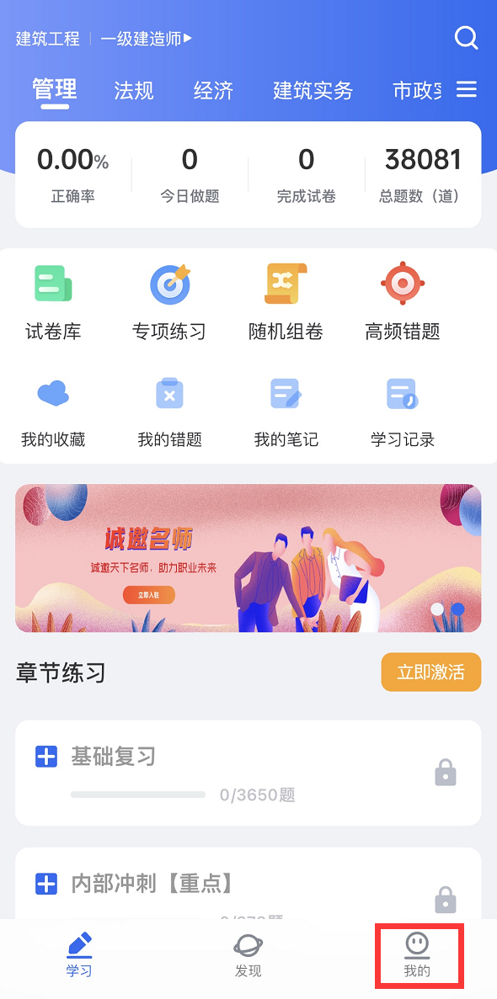 建筑工程 一级建造师
管理 法规 经济 建筑实务 市政实
0.00% 0 0 38081
正确率 今日做题 完成试卷 总题数（道）
试卷库 专项练习 随机组卷 高频错题
我的收藏 我的错题 我的笔记 学习记录
诚邀名师
诚邀天下名师，助力职业未来
立即入驻
章节练习 立即激活
基础复习
0/3650题
内部冲刺【重点】
学习 发现 我的